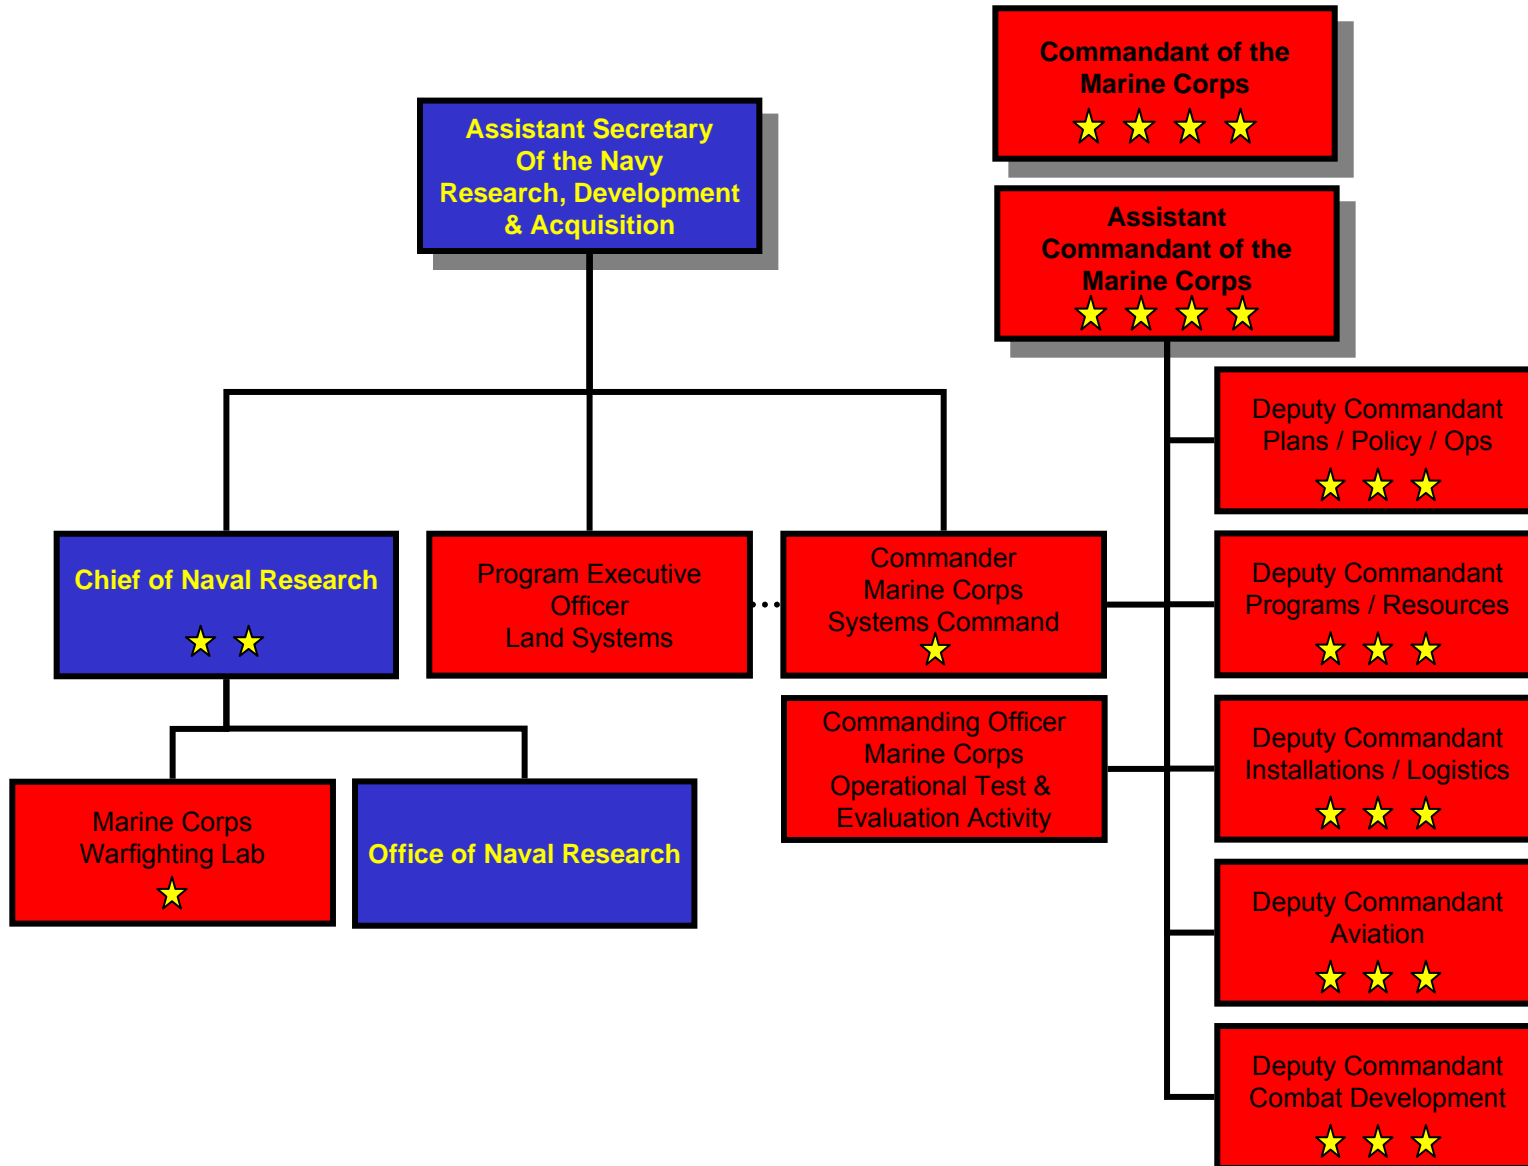 Commandant of the
Marine Corps
Assistant Secretary
Of the Navy
Research, Development
& Acquisition
Assistant
Commandant of the
Marine Corps
Deputy Commandant
Plans / Policy / Ops
Chief of Naval Research
Program Executive
Officer
Land Systems
Commander
Marine Corps
Systems Command
Deputy Commandant
Programs / Resources
Commanding Officer
Marine Corps
Operational Test &
Evaluation Activity
Deputy Commandant
Installations / Logistics
Marine Corps
Warfighting Lab
Office of Naval Research
Deputy Commandant
Aviation
Deputy Commandant
Combat Development